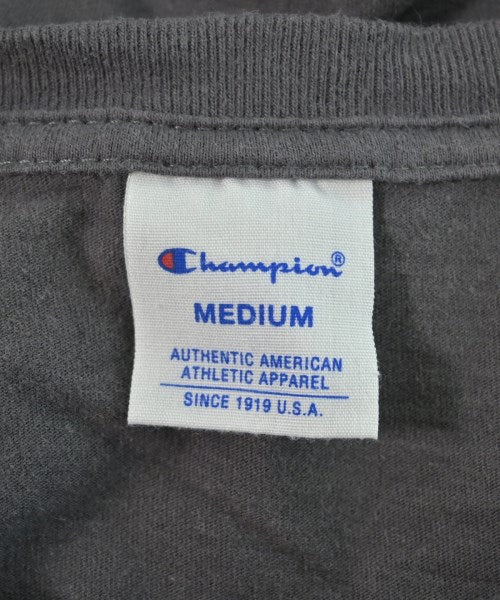 Champion®
MEDIUM
AUTHENTIC AMERICAN
ATHLETIC APPAREL
SINCE 1919 U.S.A.